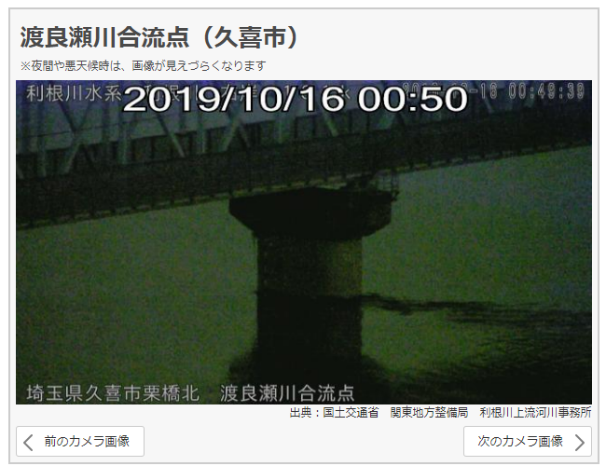 渡良瀬川合流点（久喜市）
※夜間や悪天候時は、画像が見えづらくなります
利根川水系
2019/10/16 00:50
埼玉県久喜市栗橋北 渡良瀬川合流点
出典：国土交通省 関東地方整備局 利根川上流河川事務所
前のカメラ画像
次のカメラ画像